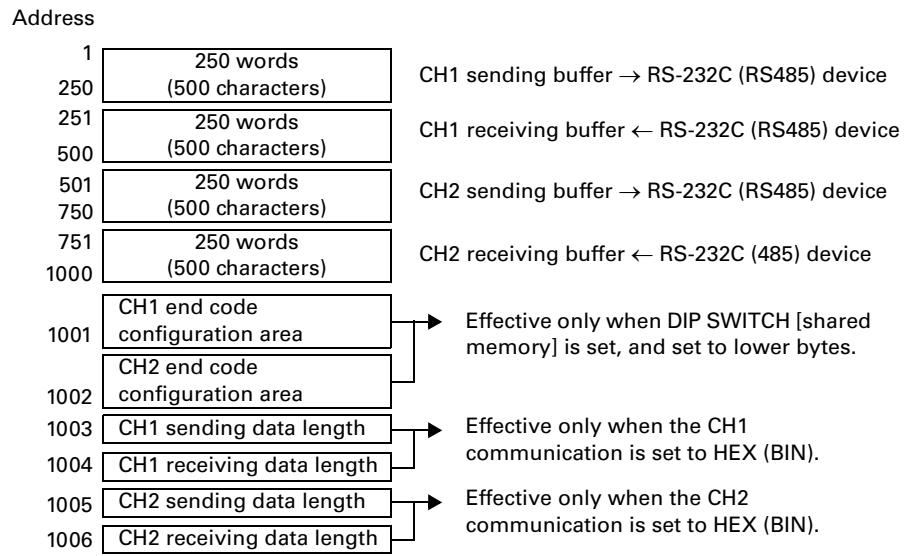 Address
1
250 words
250
(500 characters)
CH1 sending buffer → RS-232C (RS485) device
251
250 words
500
(500 characters)
CH1 receiving buffer ← RS-232C (RS485) device
501
250 words
750
(500 characters)
CH2 sending buffer → RS-232C (RS485) device
751
250 words
1000
(500 characters)
CH2 receiving buffer ← RS-232C (485) device
1001
CH1 end code
configuration area
1002
CH2 end code
configuration area
Effective only when DIP SWITCH [shared
memory] is set, and set to lower bytes.
1003
CH1 sending data length
1004
CH1 receiving data length
Effective only when the CH1
communication is set to HEX (BIN).
1005
CH2 sending data length
1006
CH2 receiving data length
Effective only when the CH2
communication is set to HEX (BIN).